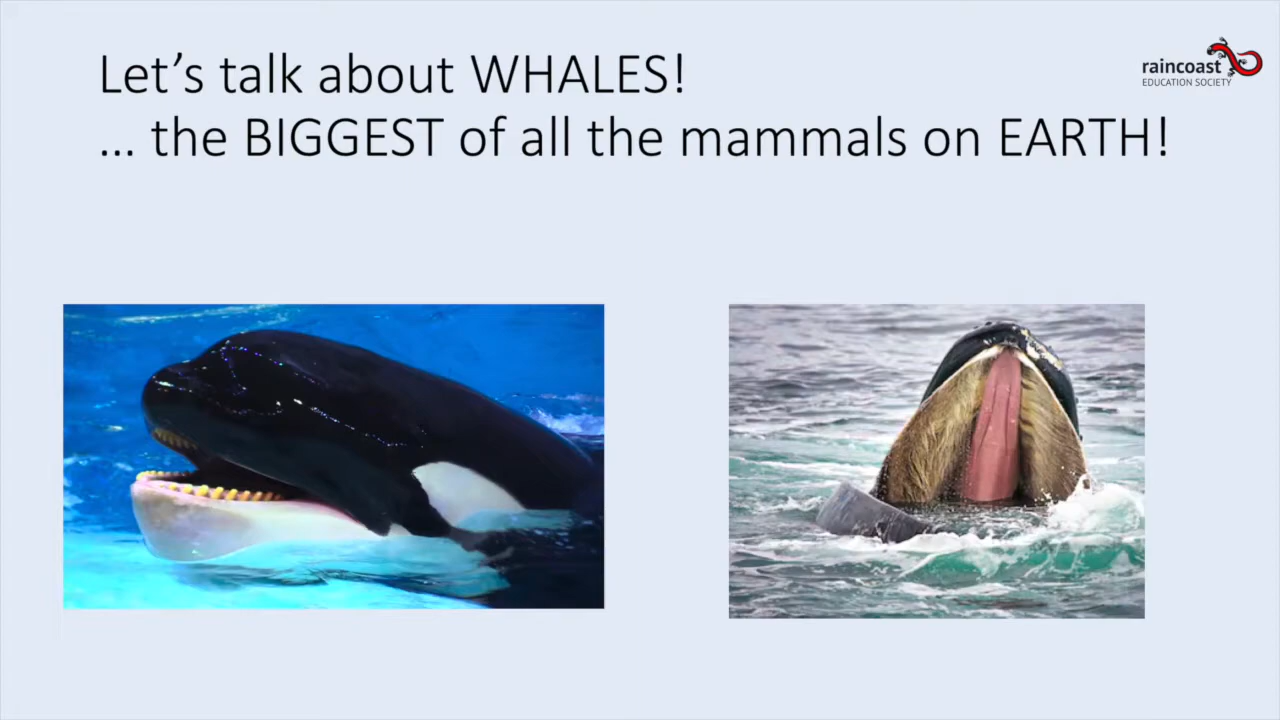 Let's talk about WHALES!
... the BIGGEST of all the mammals on EARTH!
raincoast
EDUCATION SOCIETY